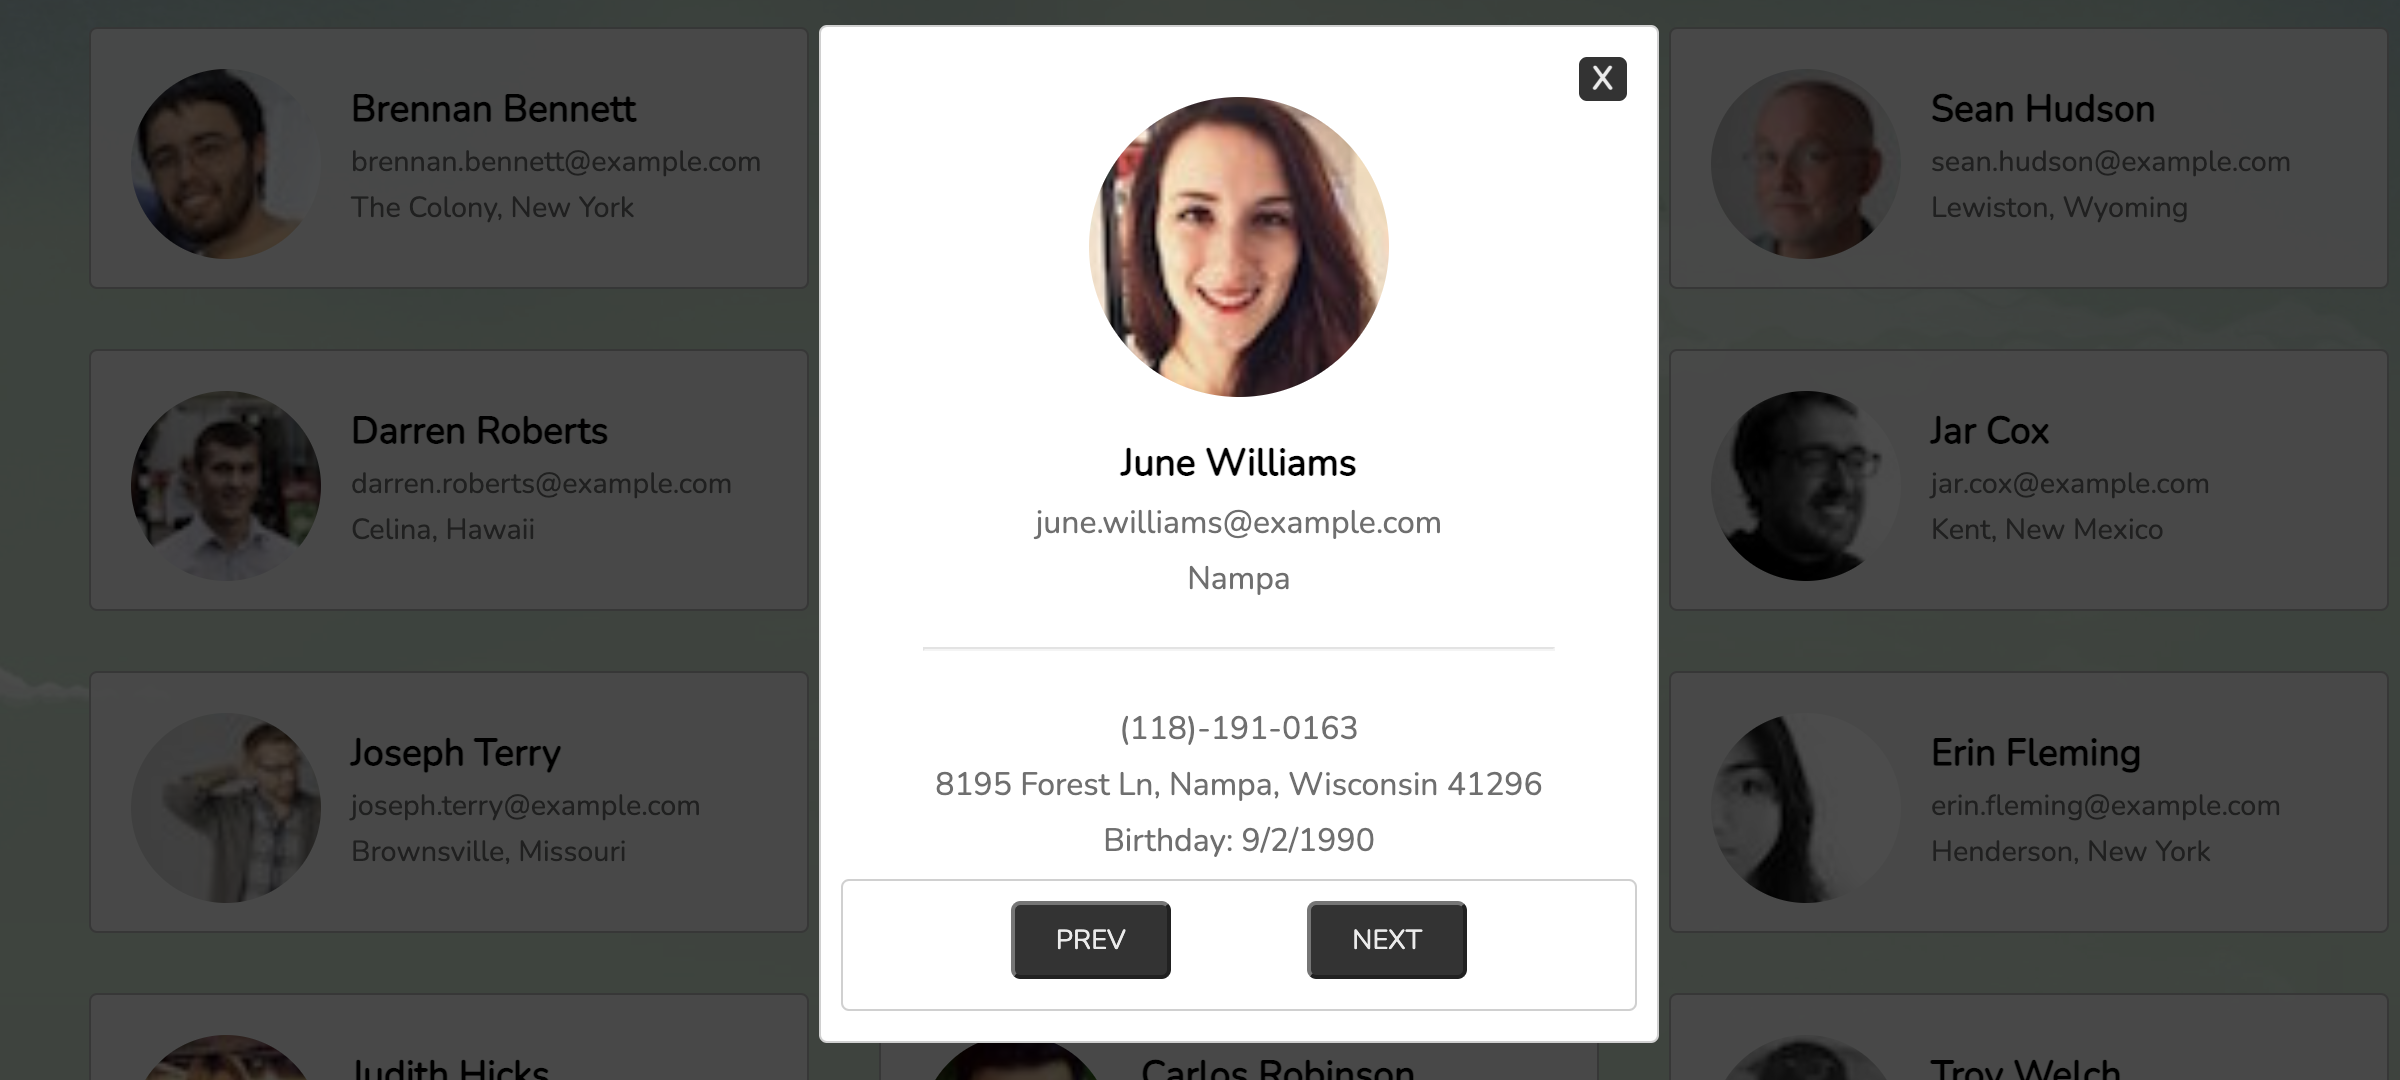 Brennan Bennett
brennan.bennett@example.com
The Colony, New York
Darren Roberts
darren.roberts@example.com
Celina, Hawaii
Joseph Terry
joseph.terry@example.com
Brownsville, Missouri
Judith Hicks
X
June Williams
june.williams@example.com
Nampa
(118)-191-0163
8195 Forest Ln, Nampa, Wisconsin 41296
Birthday: 9/2/1990
PREV NEXT
Carlos Robinson
Sean Hudson
sean.hudson@example.com
Lewiston, Wyoming
Jar Cox
jar.cox@example.com
Kent, New Mexico
Erin Fleming
erin.fleming@example.com
Henderson, New York
Troy Welch